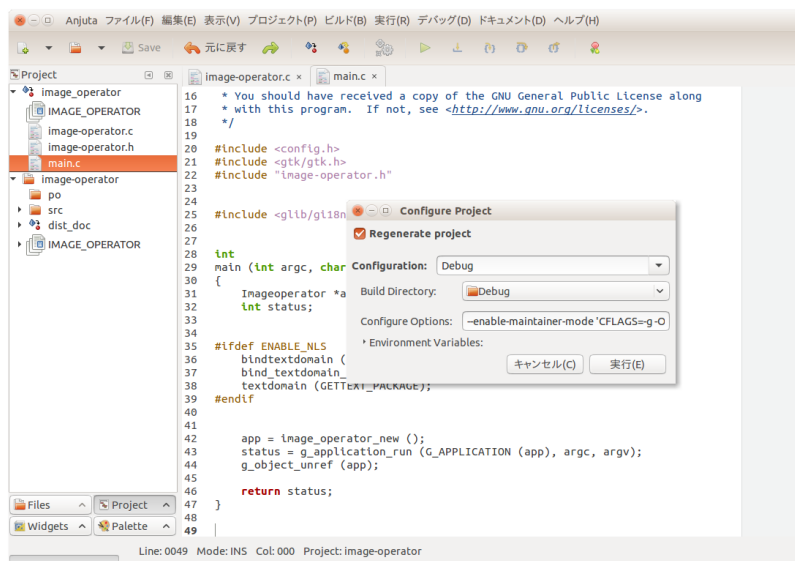 Anjuta ファイル(F) 編集(E) 表示(V) プロジェクト(P) ビルド(B) 実行(R) デバッグ(D) ドキュメント(D) ヘルプ(H)
Save 元に戻す
Project
image_operator
IMAGE_OPERATOR
image-operator.c
image-operator.h
main.c
image-operator
po
src
dist_doc
IMAGE_OPERATOR
Files
Project
Widgets
Palette
image-operator.c × main.c ×
16 * You should have received a copy of the GNU General Public License along
17 * with this program. If not, see <http://www.gnu.org/licenses/>.
18 */
19
20 #include <config.h>
21 #include <gtk/gtk.h>
22 #include "image-operator.h"
23
24
25 #include <glib/gi18n
26
27
28 int
29 main (int argc, char
30 {
31 Imageoperator *a
32 int status;
33
34
35 #ifdef ENABLE_NLS
36 bindtextdomain (
37 bind_textdomain_
38 textdomain (GETTEXT_PACKAGE);
39 #endif
40
41
42 app = image_operator_new ();
43 status = g_application_run (G_APPLICATION (app), argc, argv);
44 g_object_unref (app);
45
46 return status;
47 }
48
49
Configure Project
Regenerate project
Configuration: Debug
Build Directory: Debug
Configure Options: --enable-maintainer-mode 'CFLAGS=-g -O
Environment Variables:
キャンセル(C) 実行(E)
Line: 0049 Mode: INS Col: 000 Project: image-operator